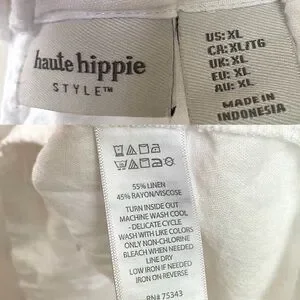 haute hippie
STYLE™
US: XL
CA: XL/TG
UK: XL
EU: XL
AU: XL
MADE IN
INDONESIA
55% LINEN
45% RAYON/VISCOSE
TURN INSIDE OUT
MACHINE WASH COOL
- DELICATE CYCLE
WASH WITH LIKE COLORS
ONLY NON-CHLORINE
BLEACH WHEN NEEDED
LINE DRY
LOW IRON IF NEEDED
IRON ON REVERSE
RN# 75343